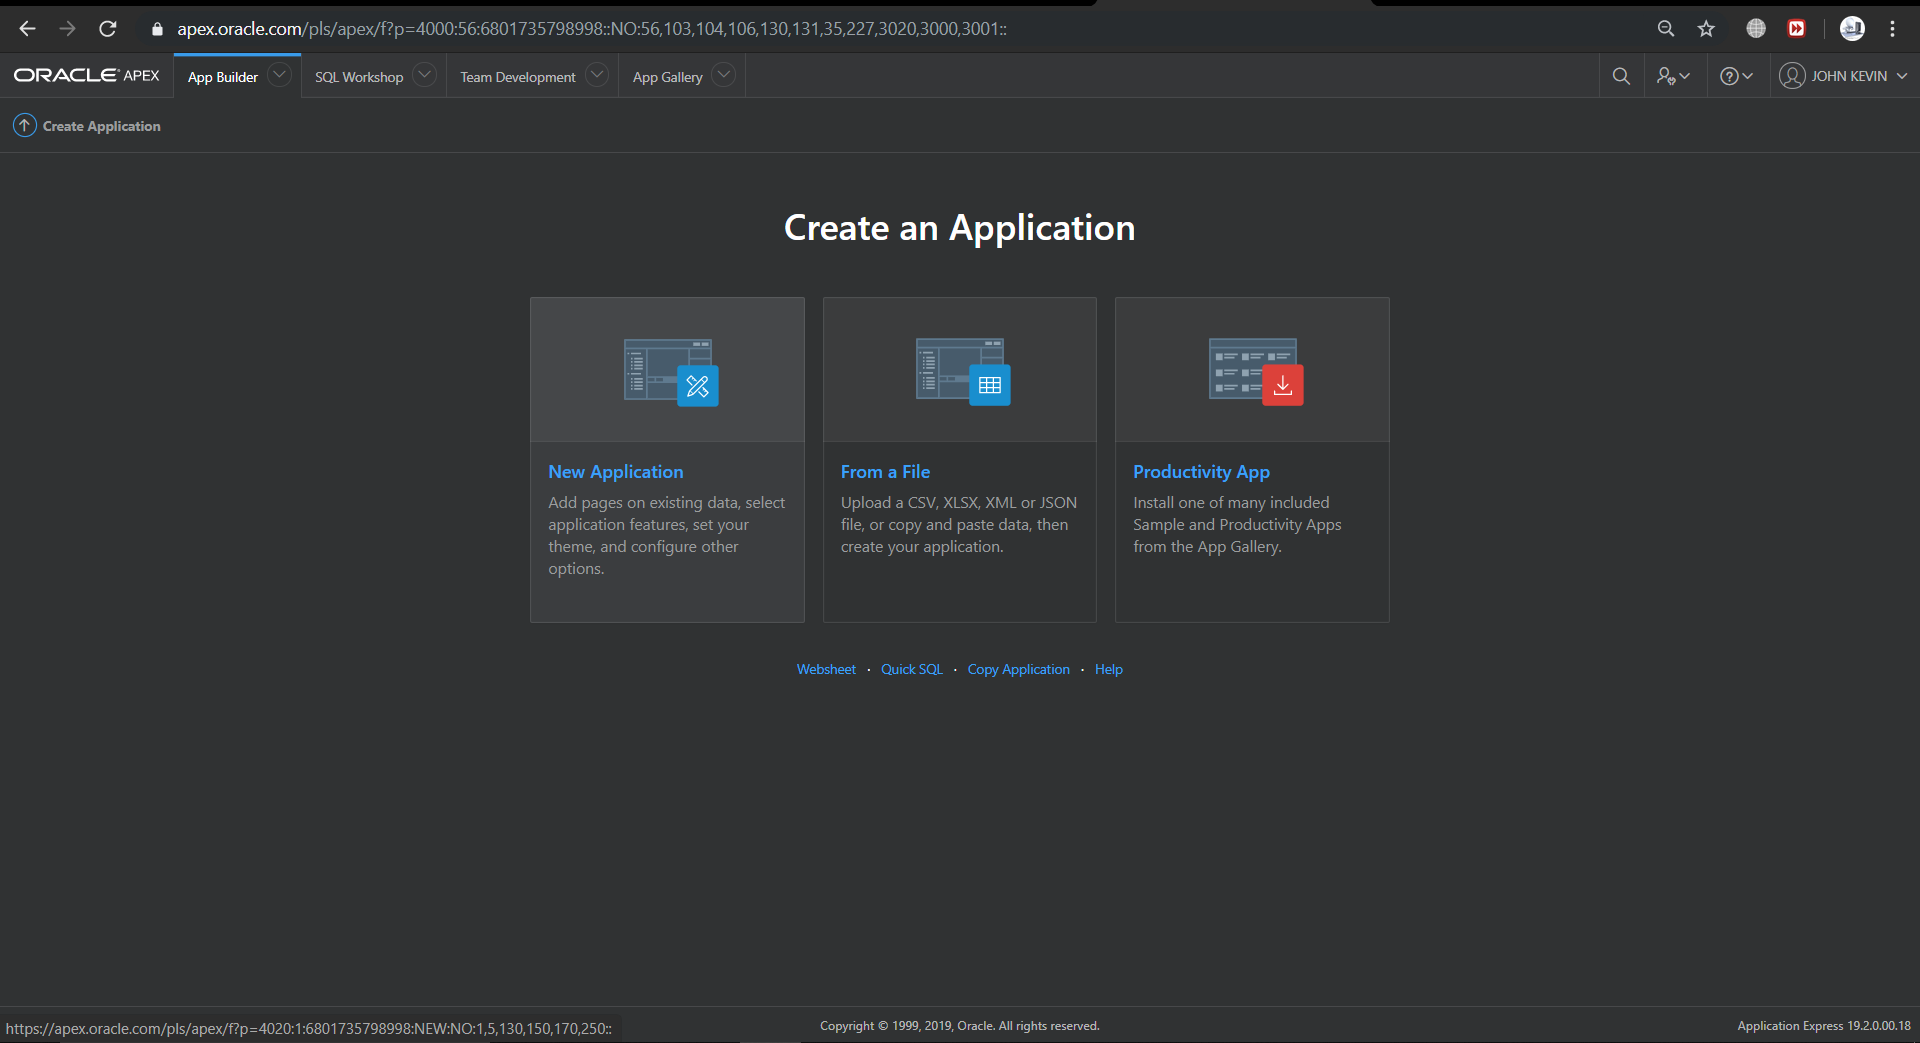 apex.oracle.com/pls/apex/f?p=4000:56:6801735798998::NO:56,103,104,106,130,131,35,227,3020,3000,3001::
ORACLE APEX App Builder SQL Workshop Team Development App Gallery JOHN KEVIN
Create Application
Create an Application
New Application
Add pages on existing data, select
application features, set your
theme, and configure other
options.
From a File
Upload a CSV, XLSX, XML or JSON
file, or copy and paste data, then
create your application.
Productivity App
Install one of many included
Sample and Productivity Apps
from the App Gallery.
Websheet · Quick SQL · Copy Application · Help
https://apex.oracle.com/pls/apex/f?p=4020:1:6801735798998:NEW:NO:1,5,130,150,170,250::
Copyright © 1999, 2019, Oracle. All rights reserved.
Application Express 19.2.0.00.18